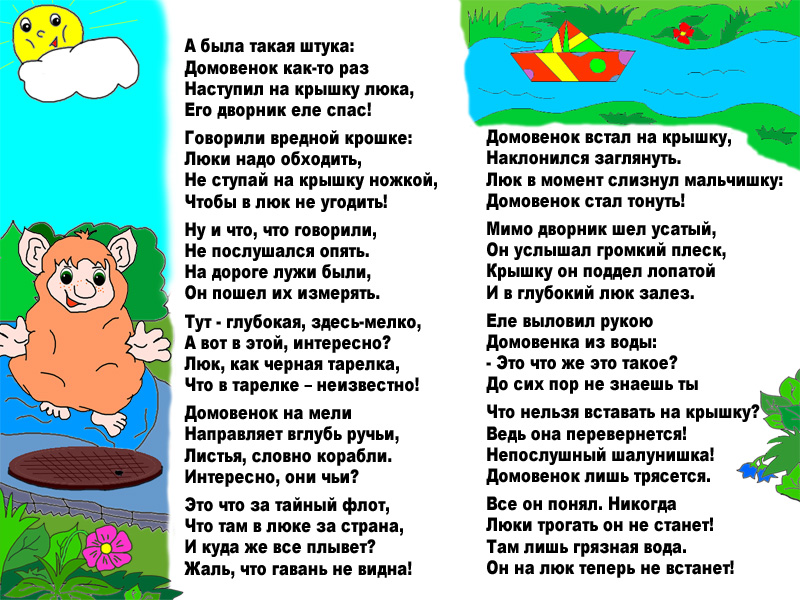 А была такая штука:
Домовенок как-то раз
Наступил на крышку люка,
Его дворник еле спас!
Говорили вредной крошке:
Люки надо обходить,
Не ступай на крышку ножкой,
Чтобы в люк не угодить!
Ну и что, что говорили,
Не послушался опять.
На дороге лужи были,
Он пошел их измерять.
Тут - глубокая, здесь-мелко,
А вот в этой, интересно?
Люк, как черная тарелка,
Что в тарелке – неизвестно!
Домовенок на мели
Направляет вглубь ручьи,
Листья, словно корабли.
Интересно, они чьи?
Это что за тайный флот,
Что там в люке за страна,
И куда же все плывет?
Жаль, что гавань не видна!
Домовенок встал на крышку,
Наклонился заглянуть.
Люк в момент слизнул мальчишку:
Домовенок стал тонуть!
Мимо дворник шел усатый,
Он услышал громкий плеск,
Крышку он поддел лопатой
И в глубокий люк залез.
Еле выловил рукою
Домовенка из воды:
- Это что же это такое?
До сих пор не знаешь ты
Что нельзя вставать на крышку?
Ведь она перевернется!
Непослушный шалунишка!
Домовенок лишь трясется.
Все он понял. Никогда
Люки трогать он не станет!
Там лишь грязная вода.
Он на люк теперь не встанет!